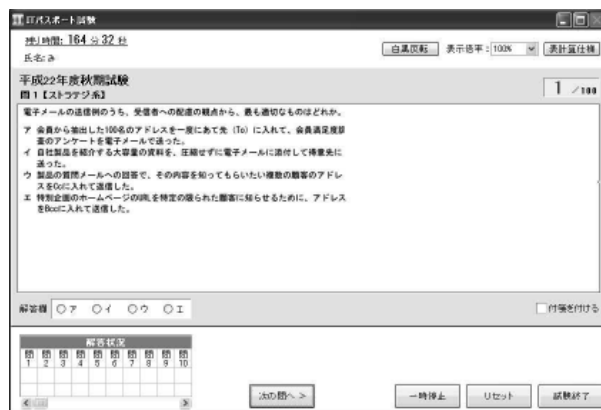 ITパスポート試験
残り時間: 164 分 32 秒
氏名:み
白黒反転 表示倍率: 100% 表計算仕様
平成22年度秋期試験
問 1【ストラテジ系】
1 /100
電子メールの送信例のうち、受信者への配慮の観点から、最も適切なものはどれか。
ア 会員から抽出した100名のアドレスを一度にあて先（To）に入れて、会員満足度調
査のアンケートを電子メールで送った。
イ 自社製品を紹介する大容量の資料を、圧縮せずに電子メールに添付して得意先に
送った。
ウ 製品の質問メールへの回答で、その内容を知ってもらいたい複数の顧客のアドレ
スをCcに入れて返信した。
エ 特別企画のホームページのURLを特定の限られた顧客に知らせるために、アドレス
をBccに入れて送信した。
解答欄 ア イ ウ エ
付箋を付ける
解答状況
問 問 問 問 問 問 問 問 問 問
1 2 3 4 5 6 7 8 9 10
次の問へ > 一時停止 リセット 試験終了